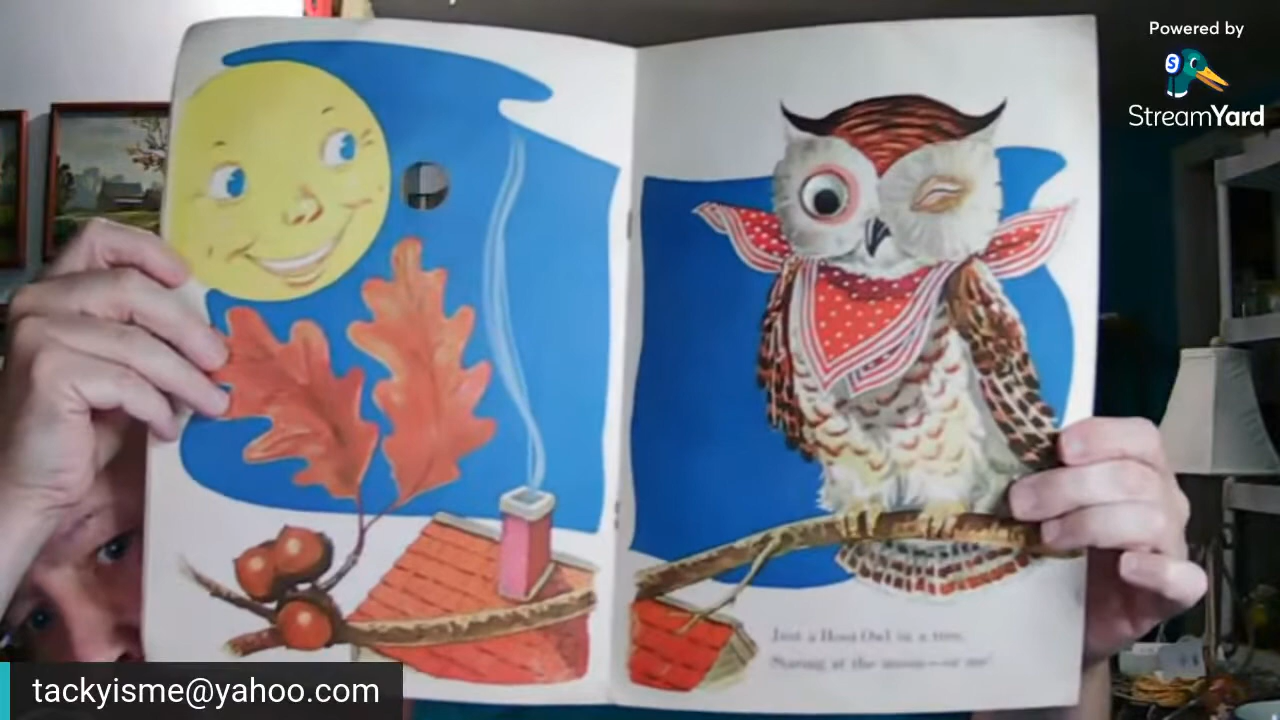 Powered by
StreamYard
Just a Hoot Owl in a tree,
Staring at the moon—or me!
tackyisme@yahoo.com